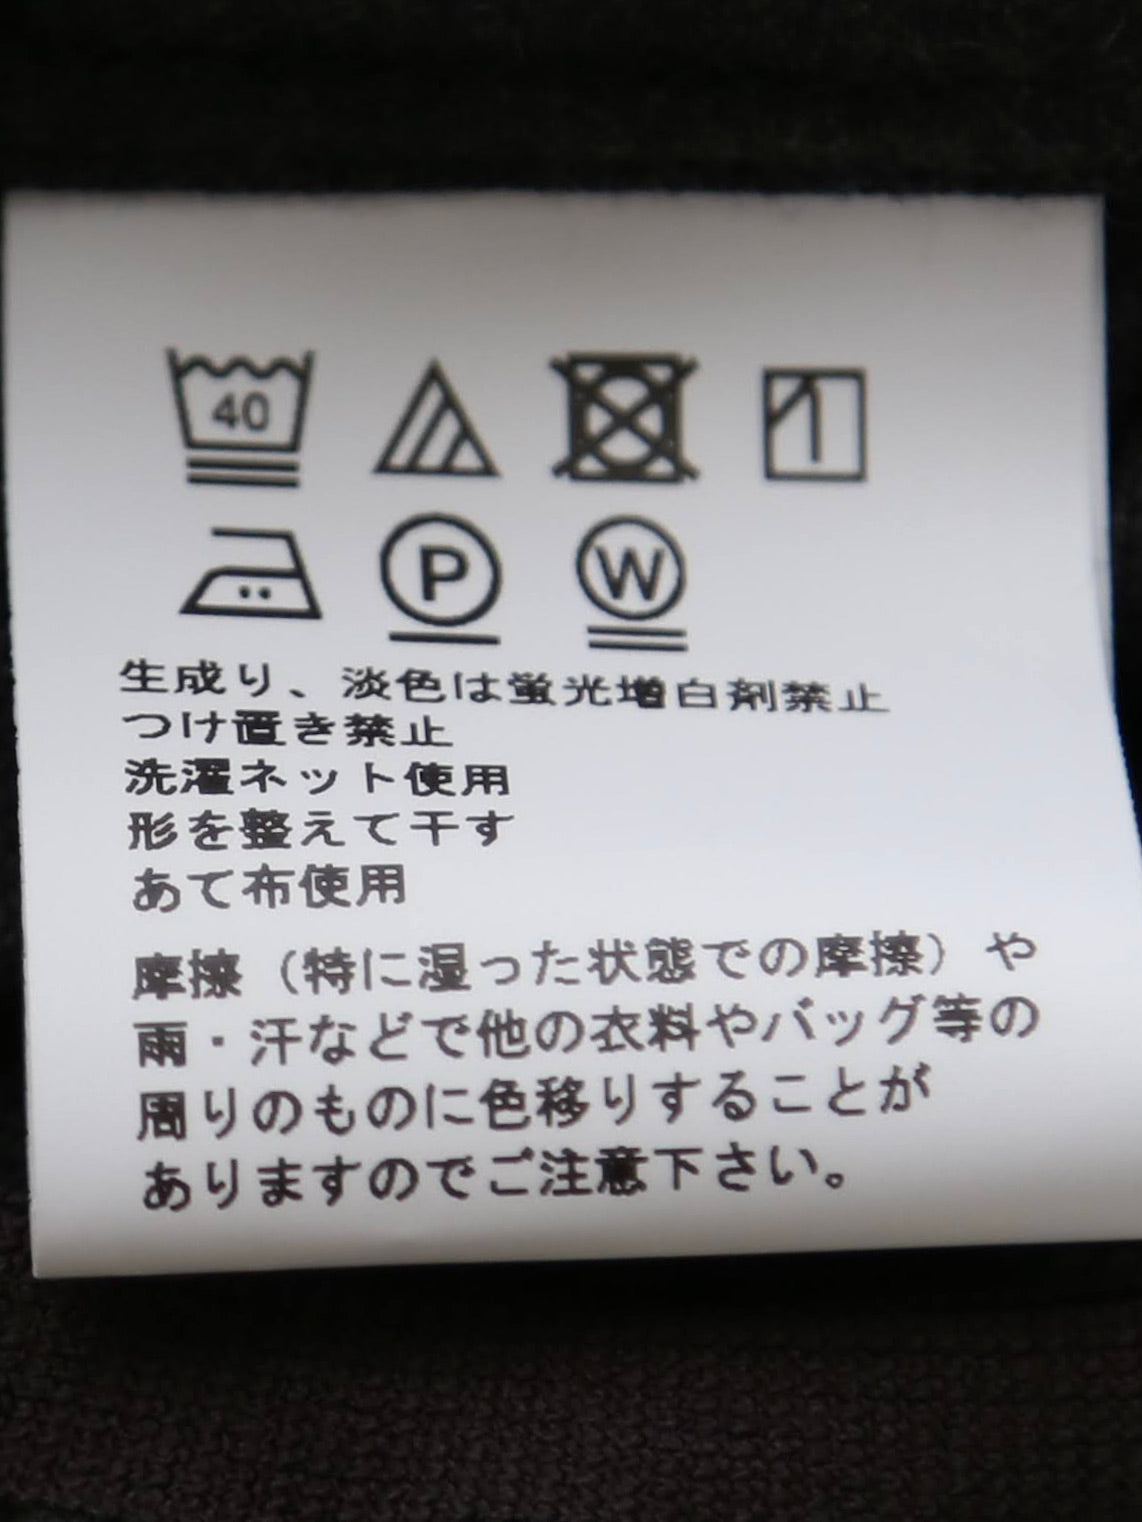 40
P W
生成り、淡色は蛍光増白剤禁止
つけ置き禁止
洗濯ネット使用
形を整えて干す
あて布使用
摩擦（特に湿った状態での摩擦）や
雨・汗などで他の衣料やバッグ等の
周りのものに色移りすることが
ありますのでご注意下さい。